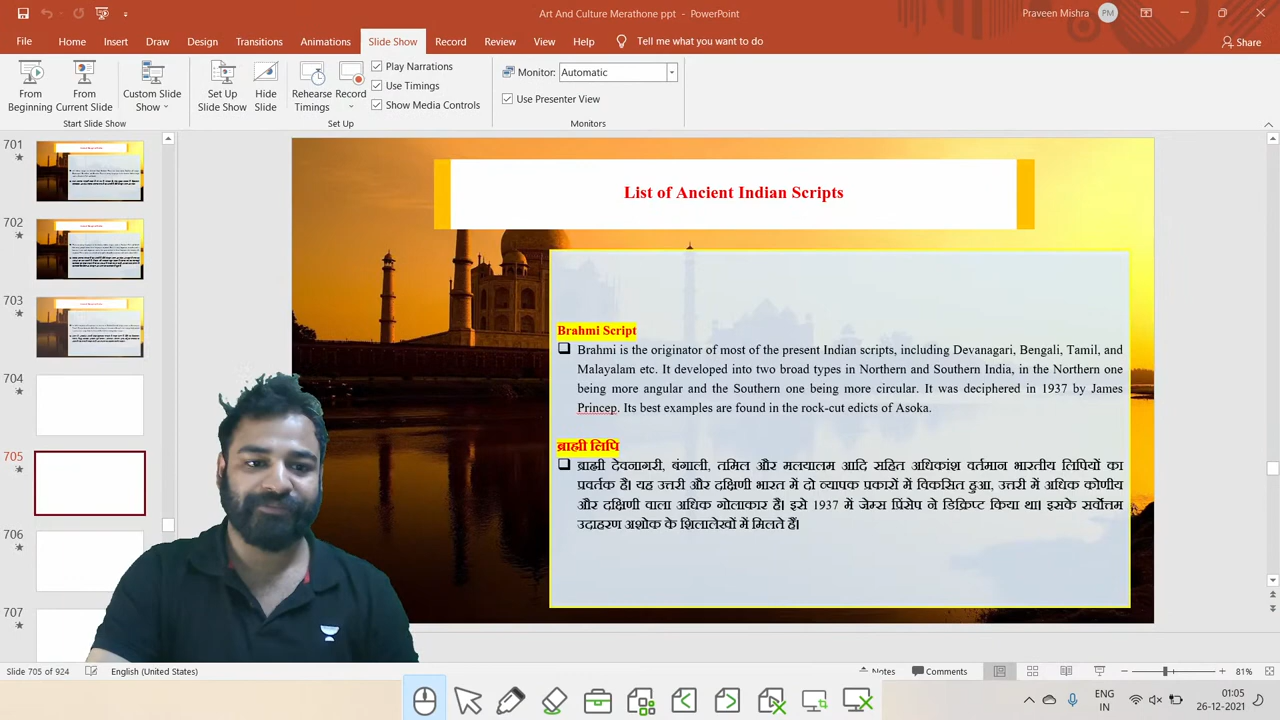 Art And Culture Merathone ppt - PowerPoint
Praveen Mishra PM
File Home Insert Draw Design Transitions Animations Slide Show Record Review View Help Tell me what you want to do Share
From Beginning
From Current Slide
Custom Slide Show
Start Slide Show
Set Up Slide Show
Hide Slide
Rehearse Timings
Record
Play Narrations
Use Timings
Show Media Controls
Set Up
Monitor: Automatic
Use Presenter View
Monitors
701
702
703
704
705
706
707
List of Ancient Indian Scripts
Brahmi Script
Brahmi is the originator of most of the present Indian scripts, including Devanagari, Bengali, Tamil, and
Malayalam etc. It developed into two broad types in Northern and Southern India, in the Northern one
being more angular and the Southern one being more circular. It was deciphered in 1937 by James
Princep. Its best examples are found in the rock-cut edicts of Asoka.
ब्राह्मी लिपि
ब्राह्मी देवनागरी, बंगाली, तमिल और मलयालम आदि सहित अधिकांश वर्तमान भारतीय लिपियों का
प्रवर्तक है। यह उत्तरी और दक्षिणी भारत में दो व्यापक प्रकारों में विकसित हुआ, उत्तरी में अधिक कोणीय
और दक्षिणी वाला अधिक गोलाकार है। इसे 1937 में जेम्स प्रिंसेप ने डिक्रिप्ट किया था। इसके सर्वोत्तम
उदाहरण अशोक के शिलालेखों में मिलते हैं।
Slide 705 of 924 English (United States) Notes Comments 81%
ENG
IN
01:05
26-12-2021